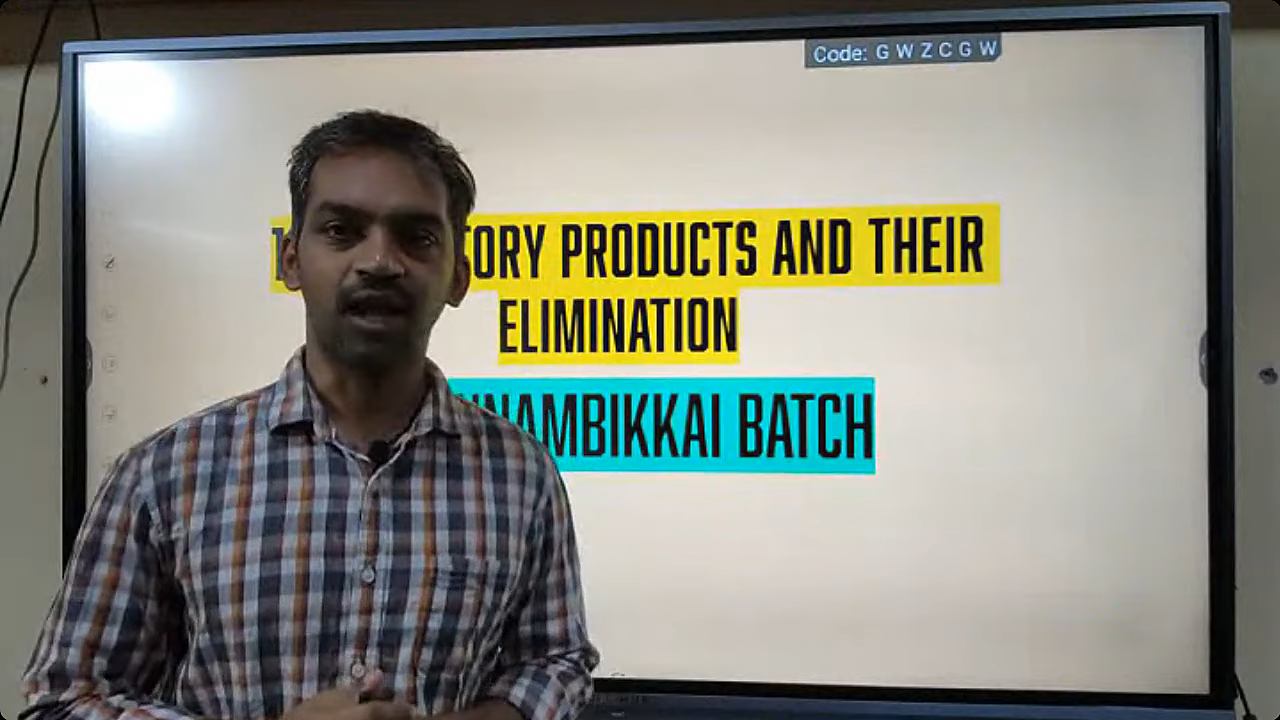 Code: G W Z C G W
PRODUCTS AND THEIR
ELIMINATION
BATCH